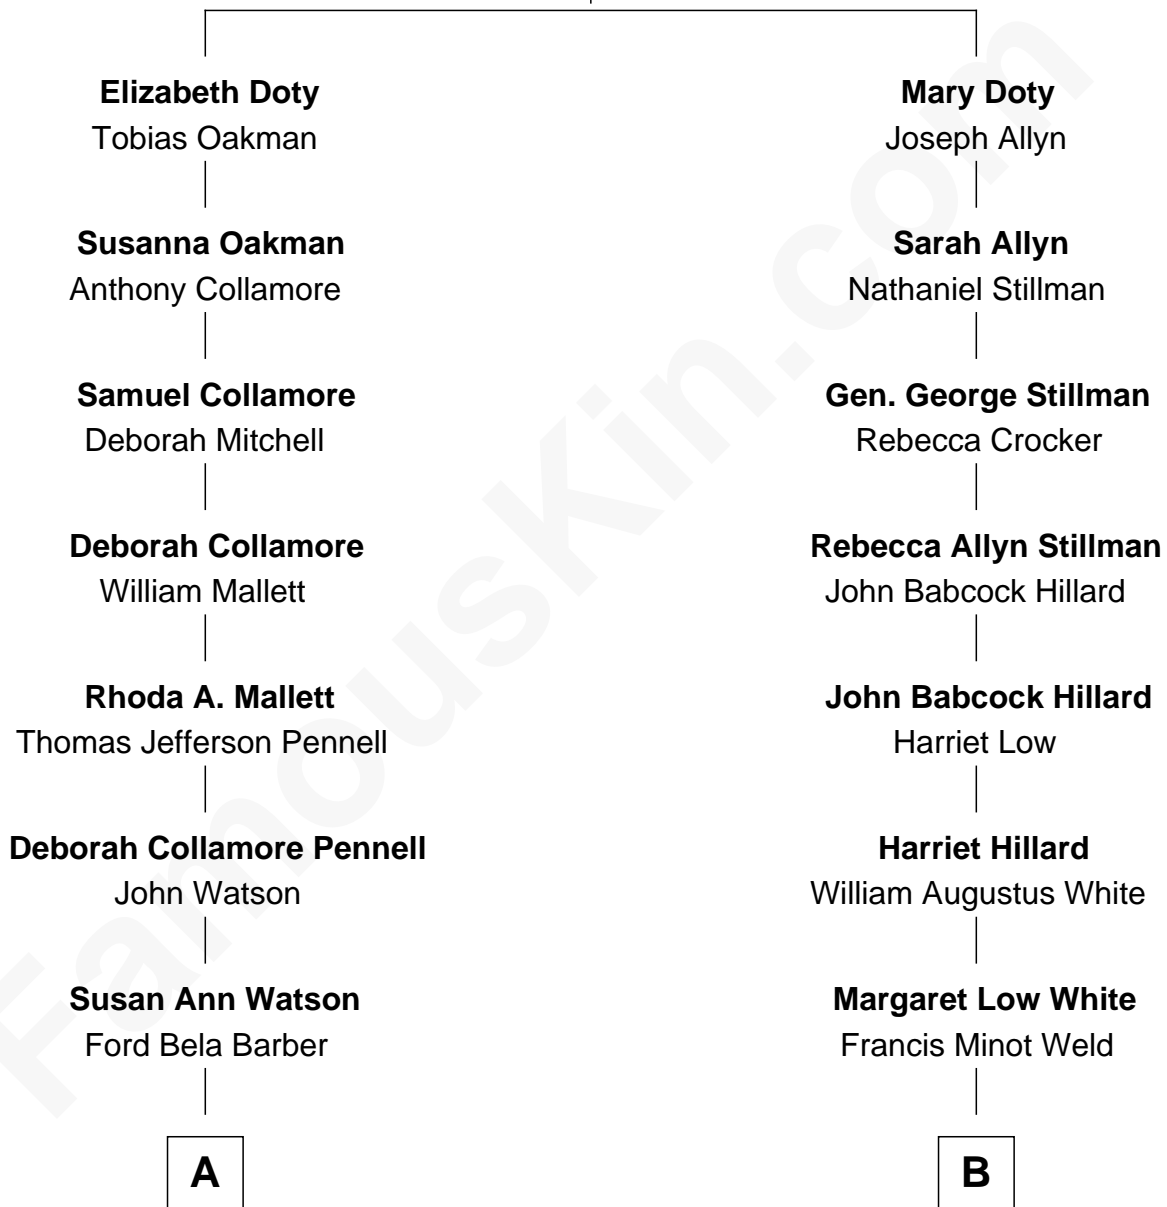 Elizabeth Doty
Tobias Oakman
Susanna Oakman
Anthony Collamore
Samuel Collamore
Deborah Mitchell
Deborah Collamore
William Mallett
Rhoda A. Mallett
Thomas Jefferson Pennell
Deborah Collamore Pennell
John Watson
Susan Ann Watson
Ford Bela Barber
A
Mary Doty
Joseph Allyn
Sarah Allyn
Nathaniel Stillman
Gen. George Stillman
Rebecca Crocker
Rebecca Allyn Stillman
John Babcock Hillard
John Babcock Hillard
Harriet Low
Harriet Hillard
William Augustus White
Margaret Low White
Francis Minot Weld
B
FamousKin.com